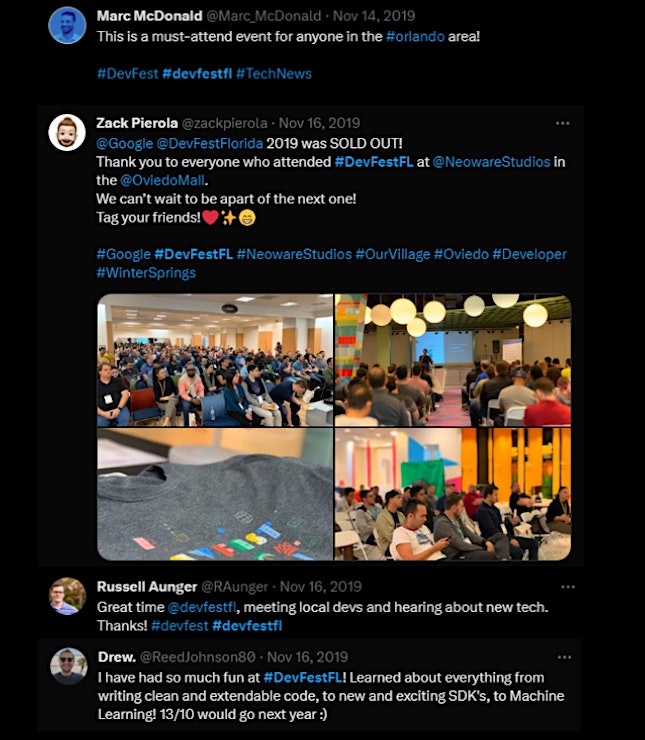 Marc McDonald @Marc_McDonald · Nov 14, 2019
This is a must-attend event for anyone in the #orlando area!
#DevFest #devfestfl #TechNews
Zack Pierola @zackpierola · Nov 16, 2019
@Google @DevFestFlorida 2019 was SOLD OUT!
Thank you to everyone who attended #DevFestFL at @NeowareStudios in
the @OviedoMall.
We can't wait to be apart of the next one!
Tag your friends!❤️✨😁
#Google #DevFestFL #NeowareStudios #OurVillage #Oviedo #Developer
#WinterSprings
Russell Aunger @RAunger · Nov 16, 2019
Great time @devfestfl, meeting local devs and hearing about new tech.
Thanks! #devfest #devfestfl
Drew. @ReedJohnson80 · Nov 16, 2019
I have had so much fun at #DevFestFL! Learned about everything from
writing clean and extendable code, to new and exciting SDK's, to Machine
Learning! 13/10 would go next year :)